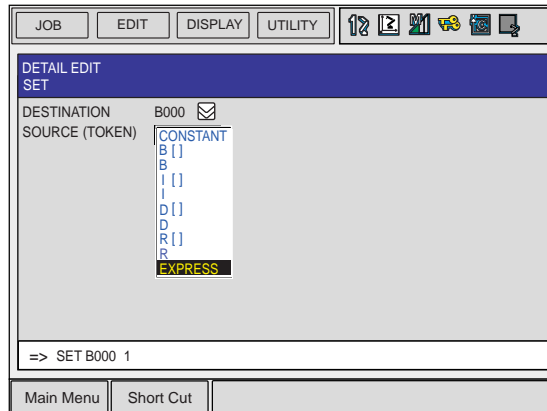 JOB EDIT DISPLAY UTILITY
DETAIL EDIT
SET
DESTINATION B000
SOURCE (TOKEN)
CONSTANT
B [ ]
B
I [ ]
I
D [ ]
D
R [ ]
R
EXPRESS
=> SET B000 1
Main Menu Short Cut